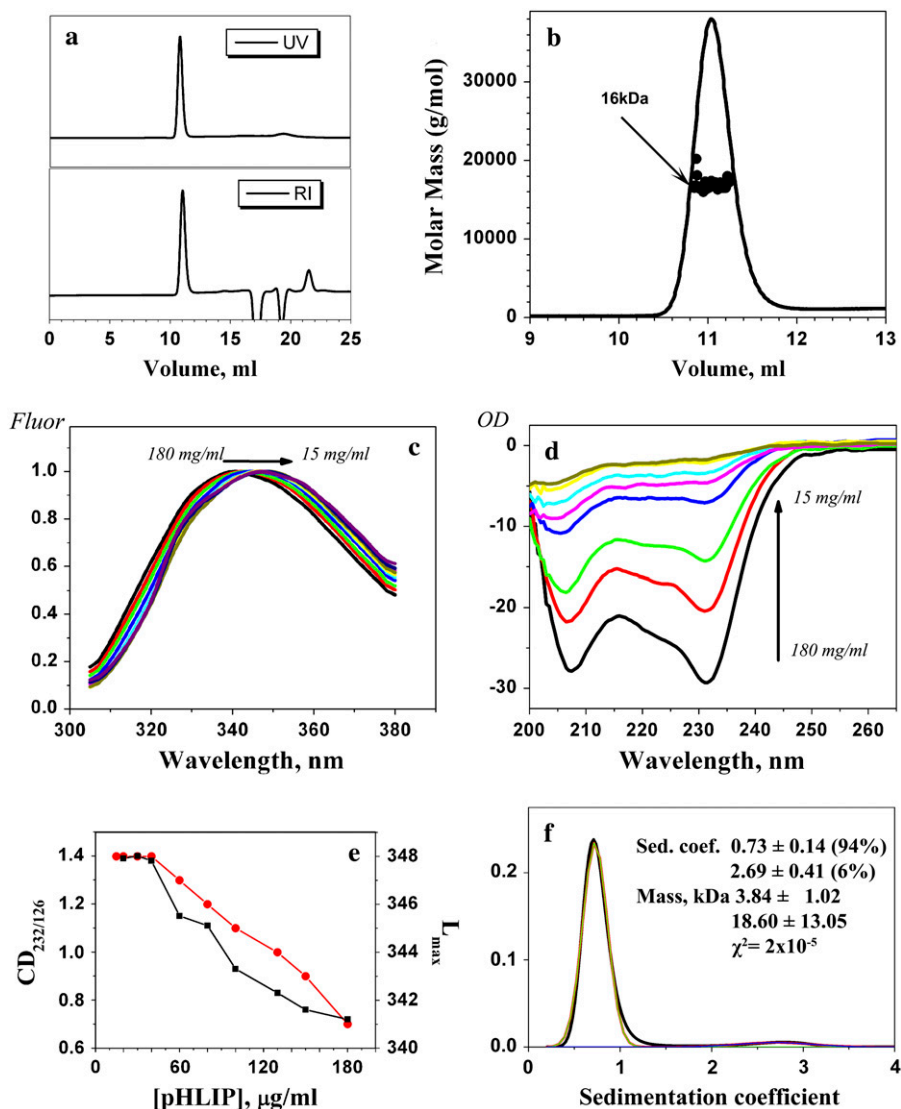 a
UV
RI
0 5 10 15 20 25
Volume, ml
b
16kDa
Molar Mass (g/mol)
30000
20000
10000
0
9 10 11 12 13
Volume, ml
Fluor
c
180 mg/ml 15 mg/ml
1.0
0.8
0.6
0.4
0.2
0.0
300 320 340 360 380
Wavelength, nm
OD
d
0
-10
-20
-30
15 mg/ml
180 mg/ml
200 210 220 230 240 250 260
Wavelength, nm
e
CD232/126
1.4
1.2
1.0
0.8
0.6
348
346
344
342
340
Lmax
0 30 60 90 120 150 180
[pHLIP], μg/ml
f
0.2
0.1
0.0
Sed. coef. 0.73 ± 0.14 (94%)
2.69 ± 0.41 (6%)
Mass, kDa 3.84 ± 1.02
18.60 ± 13.05
χ²= 2x10⁻⁵
0 1 2 3 4
Sedimentation coefficient